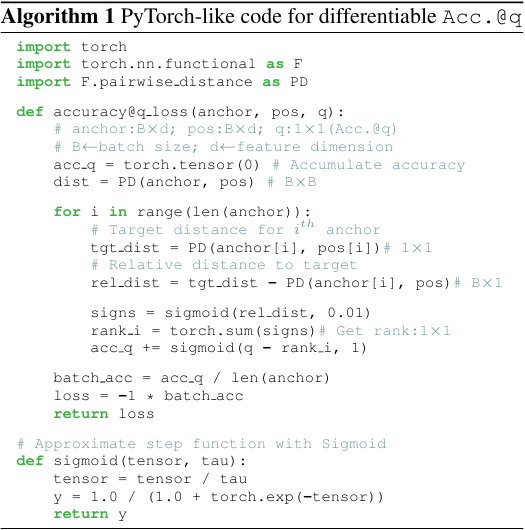 Algorithm 1 PyTorch-like code for differentiable Acc.@q
import torch
import torch.nn.functional as F
import F.pairwise_distance as PD
def accuracy@q_loss(anchor, pos, q):
# anchor:B×d; pos:B×d; q:1×1(Acc.@q)
# B←batch size; d←feature dimension
acc_q = torch.tensor(0) # Accumulate accuracy
dist = PD(anchor, pos) # B×B
for i in range(len(anchor)):
# Target distance for i^th anchor
tgt_dist = PD(anchor[i], pos[i])# 1×1
# Relative distance to target
rel_dist = tgt_dist - PD(anchor[i], pos)# B×1
signs = sigmoid(rel_dist, 0.01)
rank_i = torch.sum(signs)# Get rank:1×1
acc_q += sigmoid(q - rank_i, 1)
batch_acc = acc_q / len(anchor)
loss = -1 * batch_acc
return loss
# Approximate step function with Sigmoid
def sigmoid(tensor, tau):
tensor = tensor / tau
y = 1.0 / (1.0 + torch.exp(-tensor))
return y